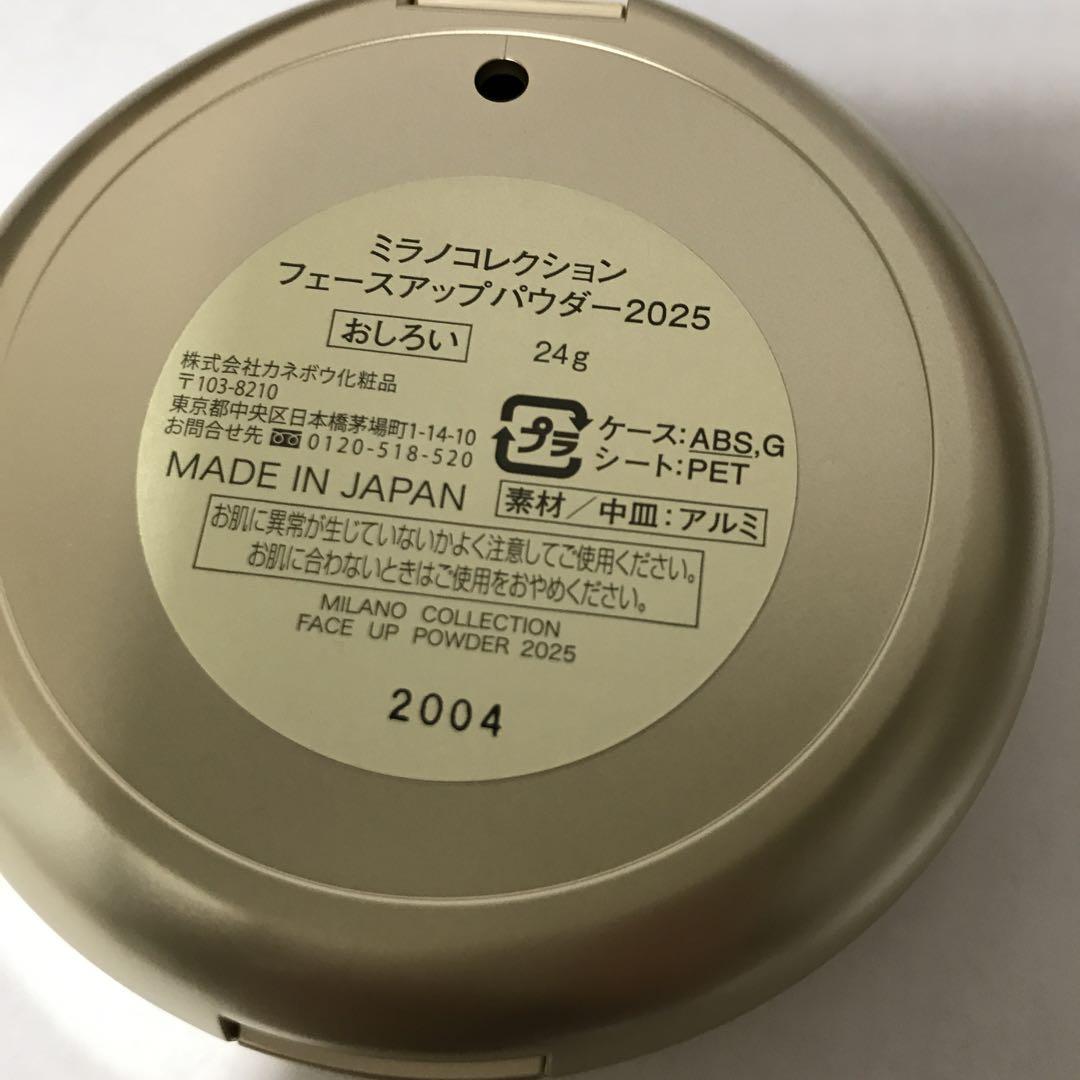 ミラノコレクション
フェースアップパウダー2025
おしろい 24g
株式会社カネボウ化粧品
〒103-8210
東京都中央区日本橋茅場町1-14-10
お問合せ先 0120-518-520
MADE IN JAPAN
プラ
ケース:ABS,G
シート:PET
素材/中皿:アルミ
お肌に異常が生じていないかよく注意してご使用ください。
お肌に合わないときはご使用をおやめください。
MILANO COLLECTION
FACE UP POWDER 2025
2004